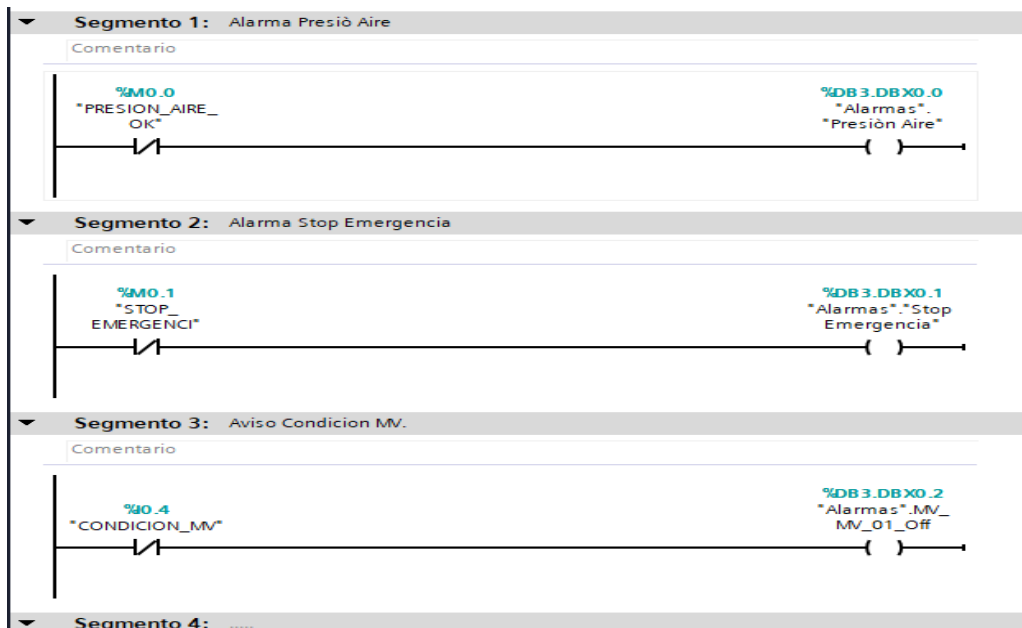 Segmento 1: Alarma Presiò Aire
Comentario
%M0.0
"PRESION_AIRE_
OK"
%DB3.DBX0.0
"Alarmas".
"Presiòn Aire"
Segmento 2: Alarma Stop Emergencia
Comentario
%M0.1
"STOP_
EMERGENCI"
%DB3.DBX0.1
"Alarmas"."Stop
Emergencia"
Segmento 3: Aviso Condicion MV.
Comentario
%I0.4
"CONDICION_MV"
%DB3.DBX0.2
"Alarmas".MV_
MV_01_Off
Segmento 4: .....